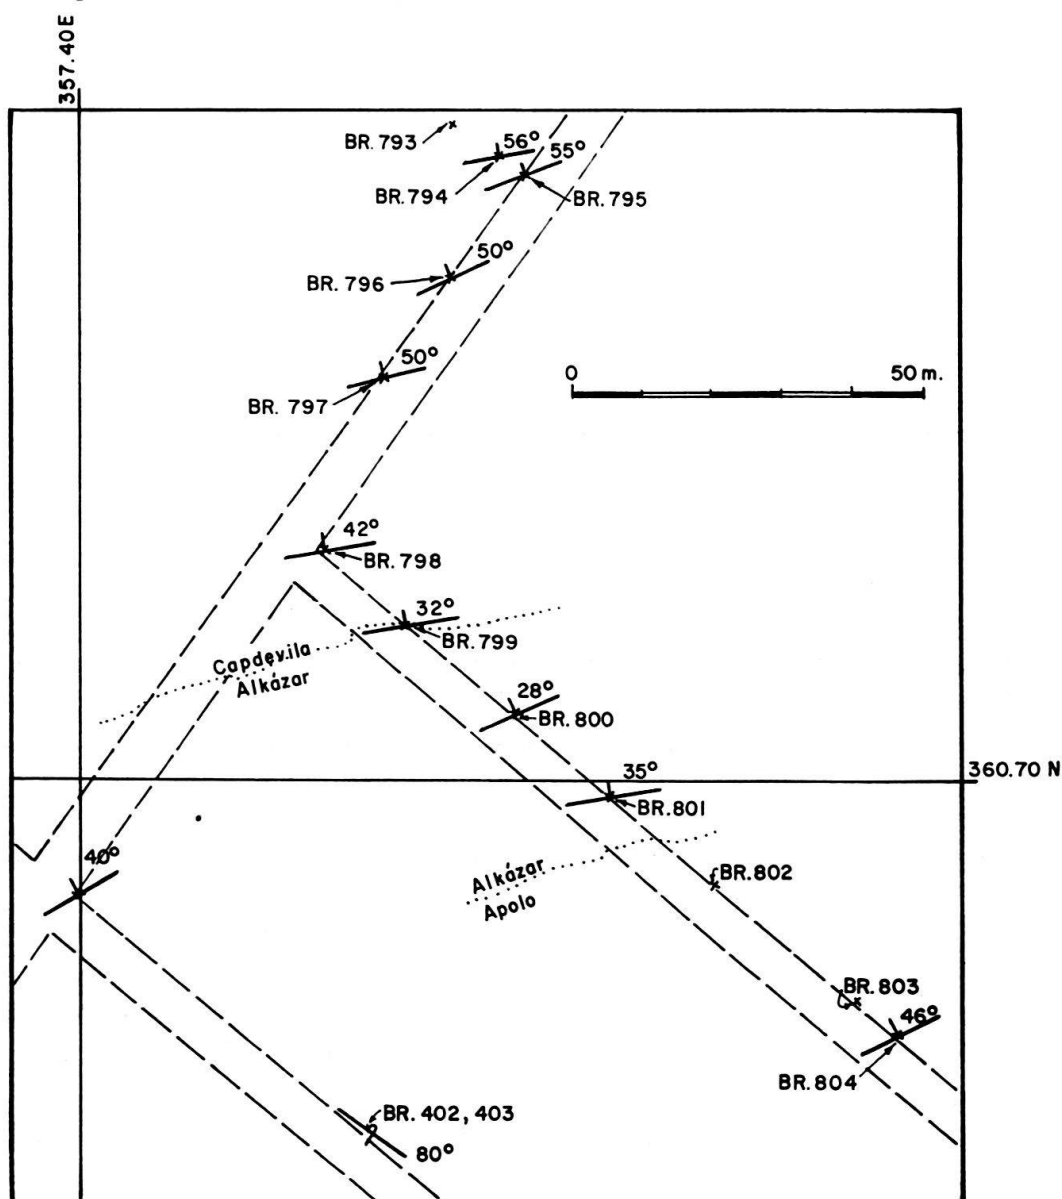 357.40E
BR. 793
56°
55°
BR. 794
BR. 795
50°
BR. 796
50°
0 50 m.
BR. 797
42°
BR. 798
32°
BR. 799
Capdevila
Alkázar
28°
BR. 800
35°
360.70 N
BR. 801
40°
Alkázar
Apolo
BR. 802
BR. 803
46°
BR. 804
BR. 402, 403
80°